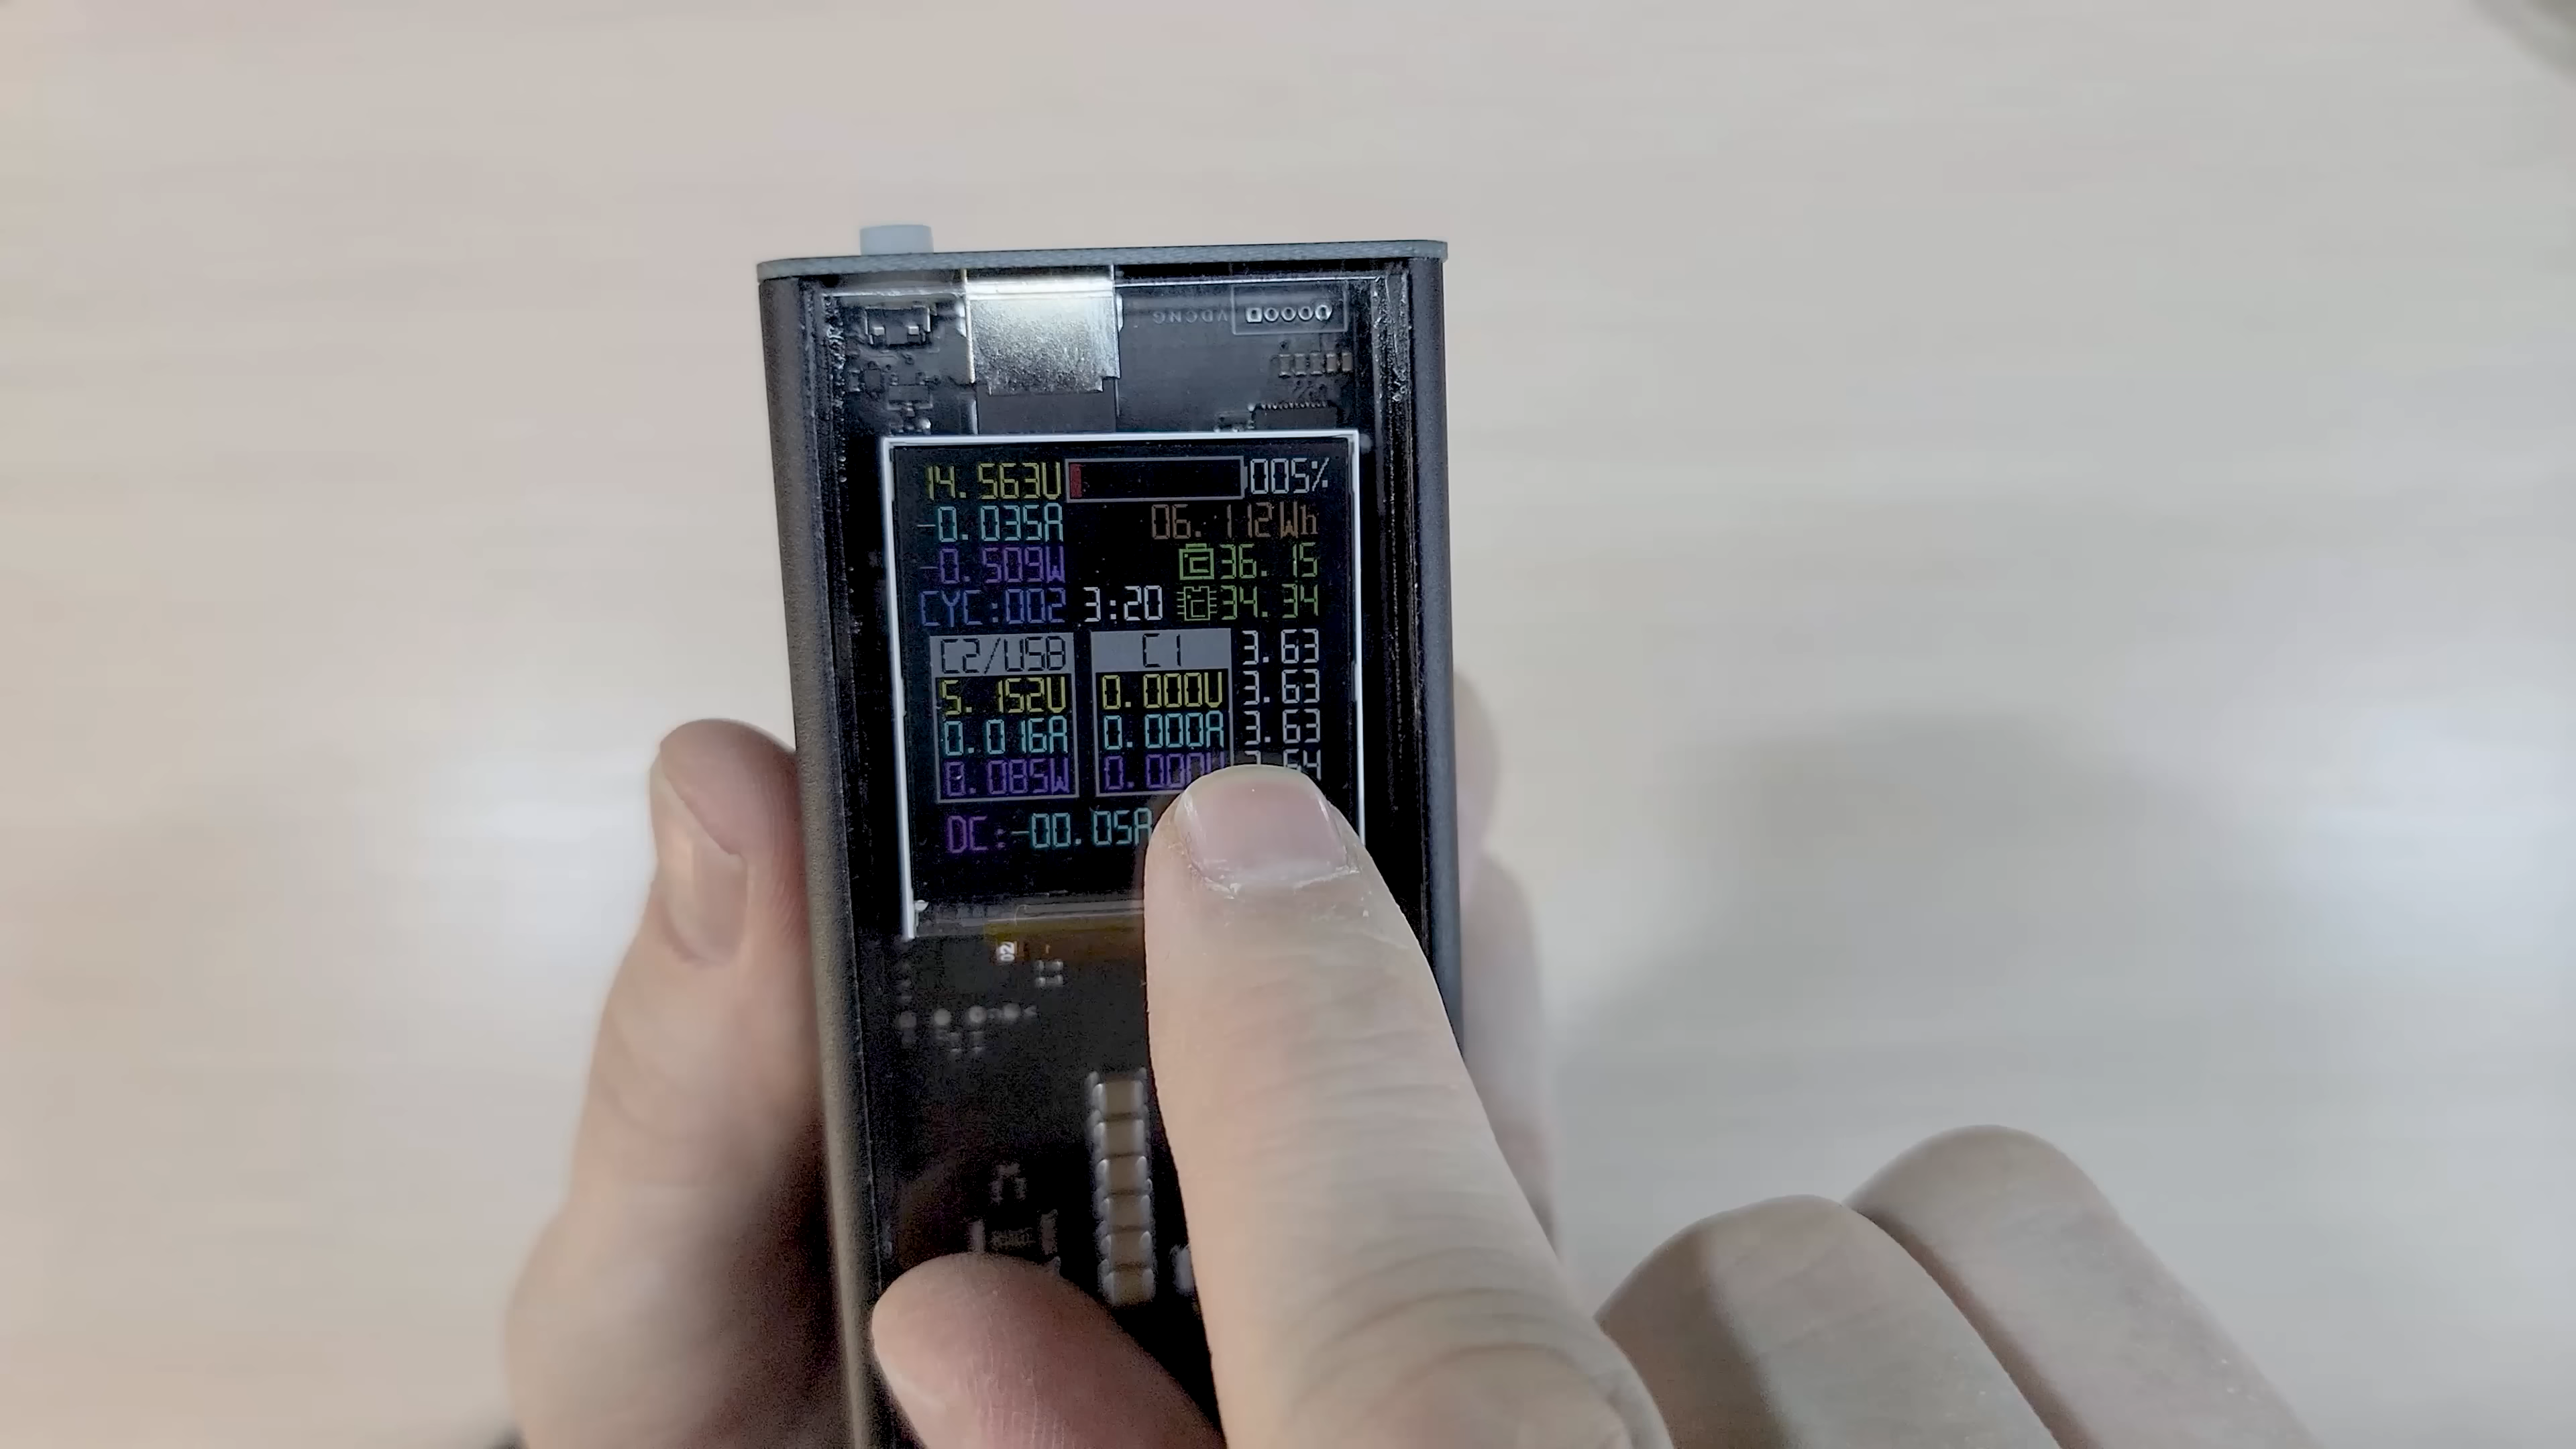 14.563V 005%
-0.035A 06.112Wh
-0.509W 36.15
CYC:002 3:20 34.34
C2/USB C1 3.63
5.152V 0.000V 3.63
0.016A 0.000A 3.63
0.085W
DC:-00.05A